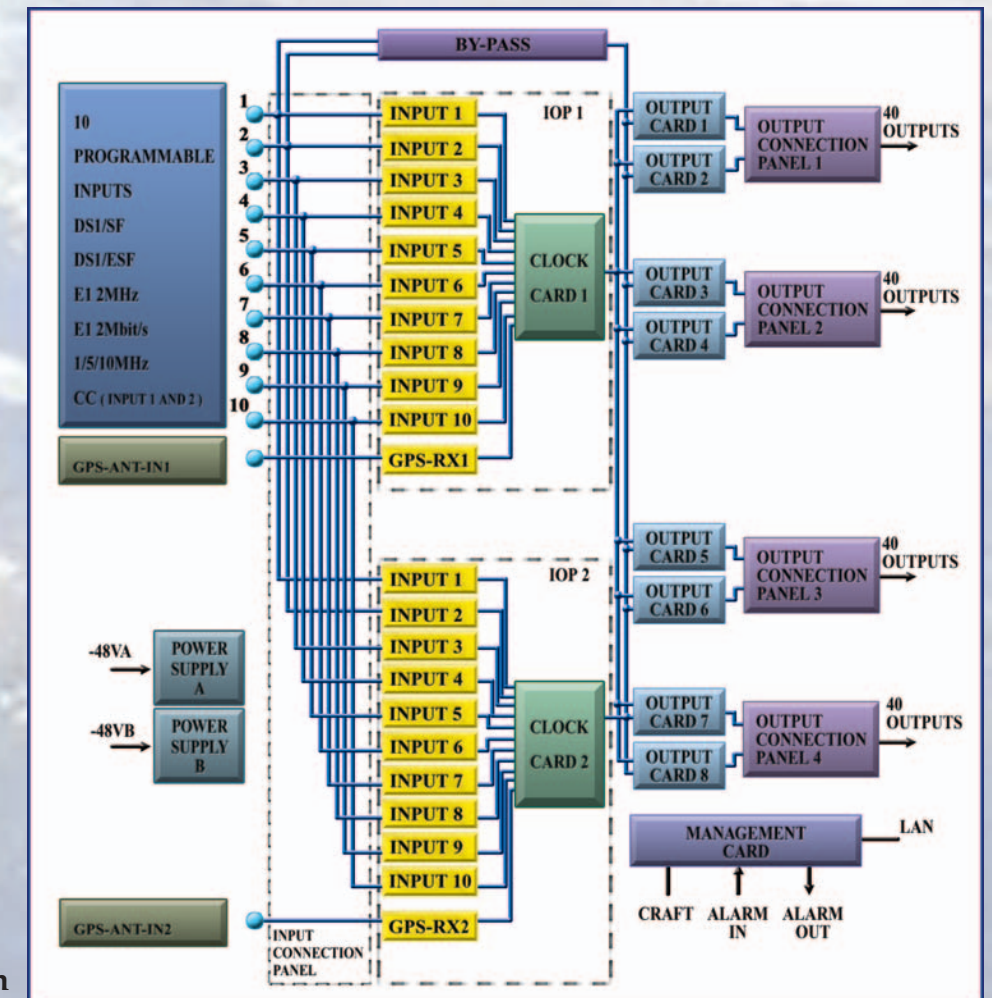 BY-PASS
10
PROGRAMMABLE
INPUTS
DS1/SF
DS1/ESF
E1 2MHz
E1 2Mbit/s
1/5/10MHz
CC ( INPUT 1 AND 2 )
GPS-ANT-IN1
1
2
3
4
5
6
7
8
9
10
IOP 1
INPUT 1
INPUT 2
INPUT 3
INPUT 4
INPUT 5
INPUT 6
INPUT 7
INPUT 8
INPUT 9
INPUT 10
GPS-RX1
CLOCK
CARD 1
OUTPUT
CARD 1
OUTPUT
CARD 2
OUTPUT
CONNECTION
PANEL 1
40
OUTPUTS
OUTPUT
CARD 3
OUTPUT
CARD 4
OUTPUT
CONNECTION
PANEL 2
40
OUTPUTS
-48VA
POWER
SUPPLY
A
-48VB
POWER
SUPPLY
B
GPS-ANT-IN2
INPUT
CONNECTION
PANEL
IOP 2
INPUT 1
INPUT 2
INPUT 3
INPUT 4
INPUT 5
INPUT 6
INPUT 7
INPUT 8
INPUT 9
INPUT 10
GPS-RX2
CLOCK
CARD 2
OUTPUT
CARD 5
OUTPUT
CARD 6
OUTPUT
CONNECTION
PANEL 3
40
OUTPUTS
OUTPUT
CARD 7
OUTPUT
CARD 8
OUTPUT
CONNECTION
PANEL 4
40
OUTPUTS
MANAGEMENT
CARD
LAN
CRAFT
ALARM
IN
ALARM
OUT